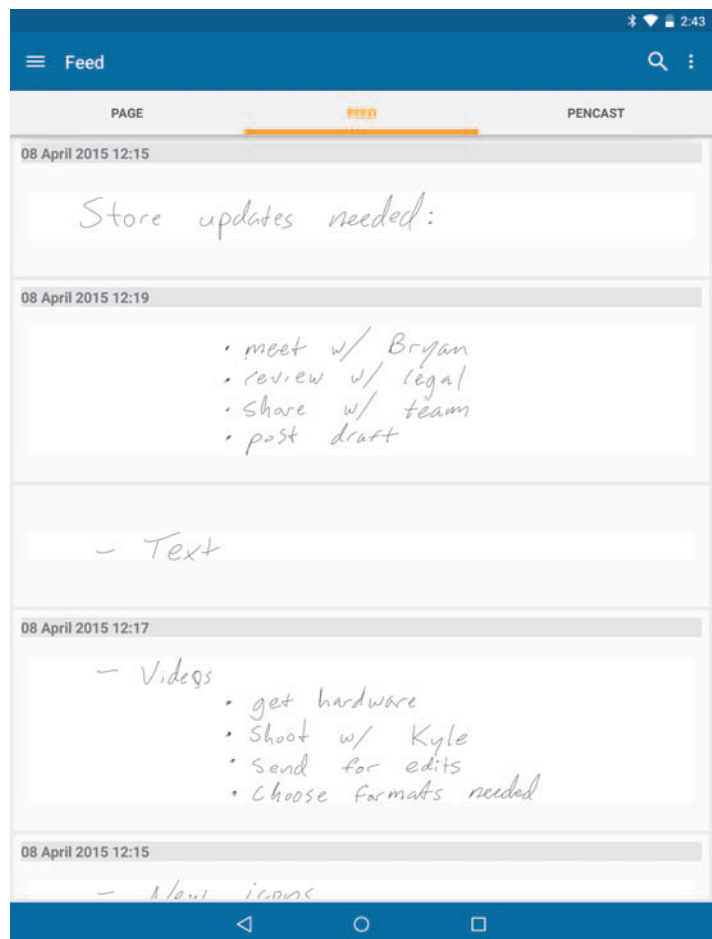 2:43
Feed
PAGE FEED PENCAST
08 April 2015 12:15
Store updates needed:
08 April 2015 12:19
• meet w/ Bryan
• review w/ legal
• share w/ team
• post draft
– Text
08 April 2015 12:17
– Videos
• get hardware
• Shoot w/ Kyle
• Send for edits
• Choose formats needed
08 April 2015 12:15
– New icons